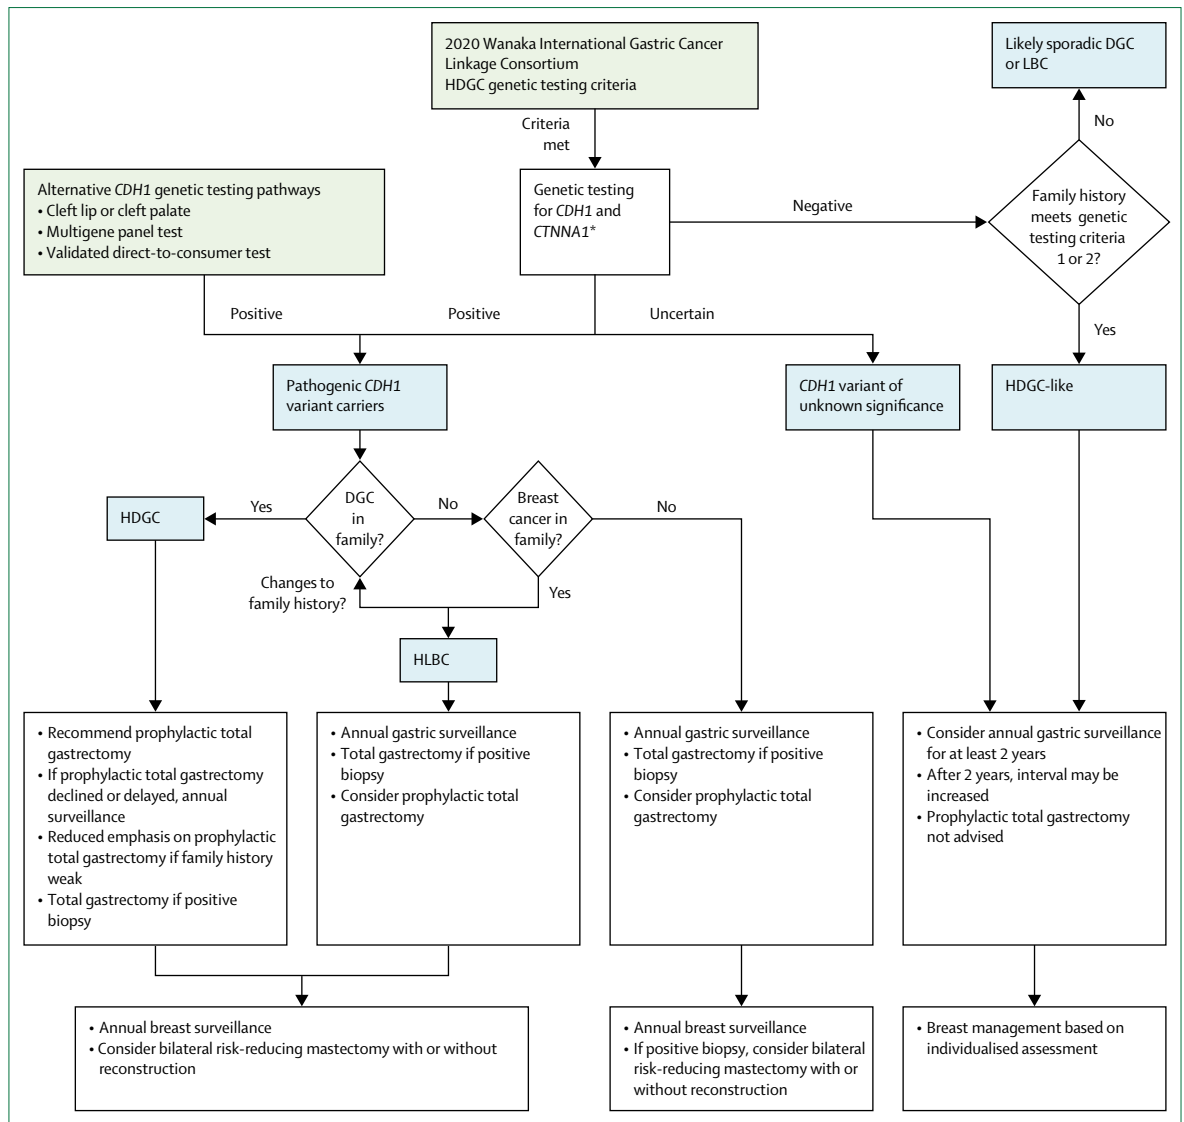 2020 Wanaka International Gastric Cancer
Linkage Consortium
HDGC genetic testing criteria
Likely sporadic DGC
or LBC
Criteria
met
No
Alternative CDH1 genetic testing pathways
• Cleft lip or cleft palate
• Multigene panel test
• Validated direct-to-consumer test
Genetic testing
for CDH1 and
CTNNA1*
Negative
Family history
meets genetic
testing criteria
1 or 2?
Positive
Positive
Uncertain
Yes
Pathogenic CDH1
variant carriers
CDH1 variant of
unknown significance
HDGC-like
HDGC
Yes
DGC
in
family?
No
Breast
cancer in
family?
No
Changes to
family history?
Yes
HLBC
• Recommend prophylactic total
gastrectomy
• If prophylactic total gastrectomy
declined or delayed, annual
surveillance
• Reduced emphasis on prophylactic
total gastrectomy if family history
weak
• Total gastrectomy if positive
biopsy
• Annual gastric surveillance
• Total gastrectomy if positive
biopsy
• Consider prophylactic total
gastrectomy
• Annual gastric surveillance
• Total gastrectomy if positive
biopsy
• Consider prophylactic total
gastrectomy
• Consider annual gastric surveillance
for at least 2 years
• After 2 years, interval may be
increased
• Prophylactic total gastrectomy
not advised
• Annual breast surveillance
• Consider bilateral risk-reducing mastectomy with or without
reconstruction
• Annual breast surveillance
• If positive biopsy, consider bilateral
risk-reducing mastectomy with or
without reconstruction
• Breast management based on
individualised assessment